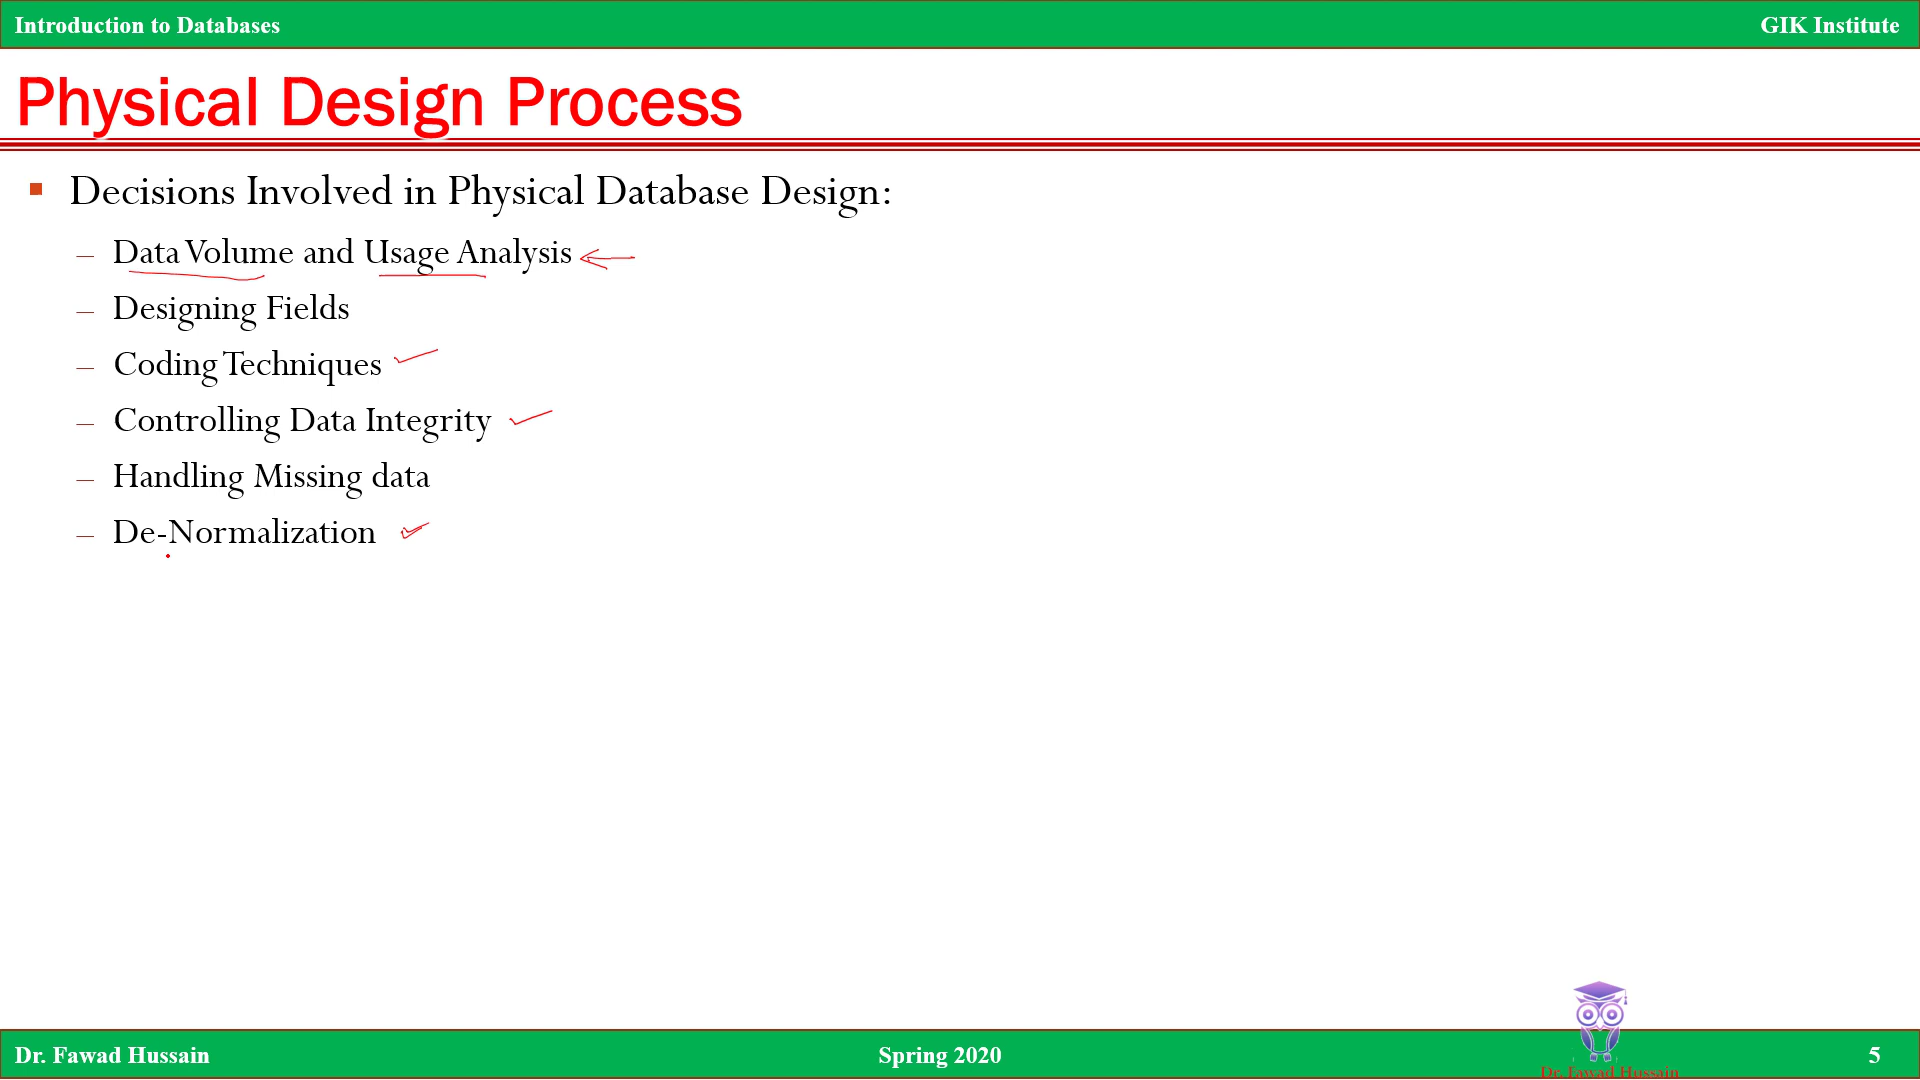 Introduction to Databases GIK Institute
Physical Design Process
Decisions Involved in Physical Database Design:
– Data Volume and Usage Analysis
– Designing Fields
– Coding Techniques
– Controlling Data Integrity
– Handling Missing data
– De-Normalization
Dr. Fawad Hussain Spring 2020 5
Dr. Fawad Hussain